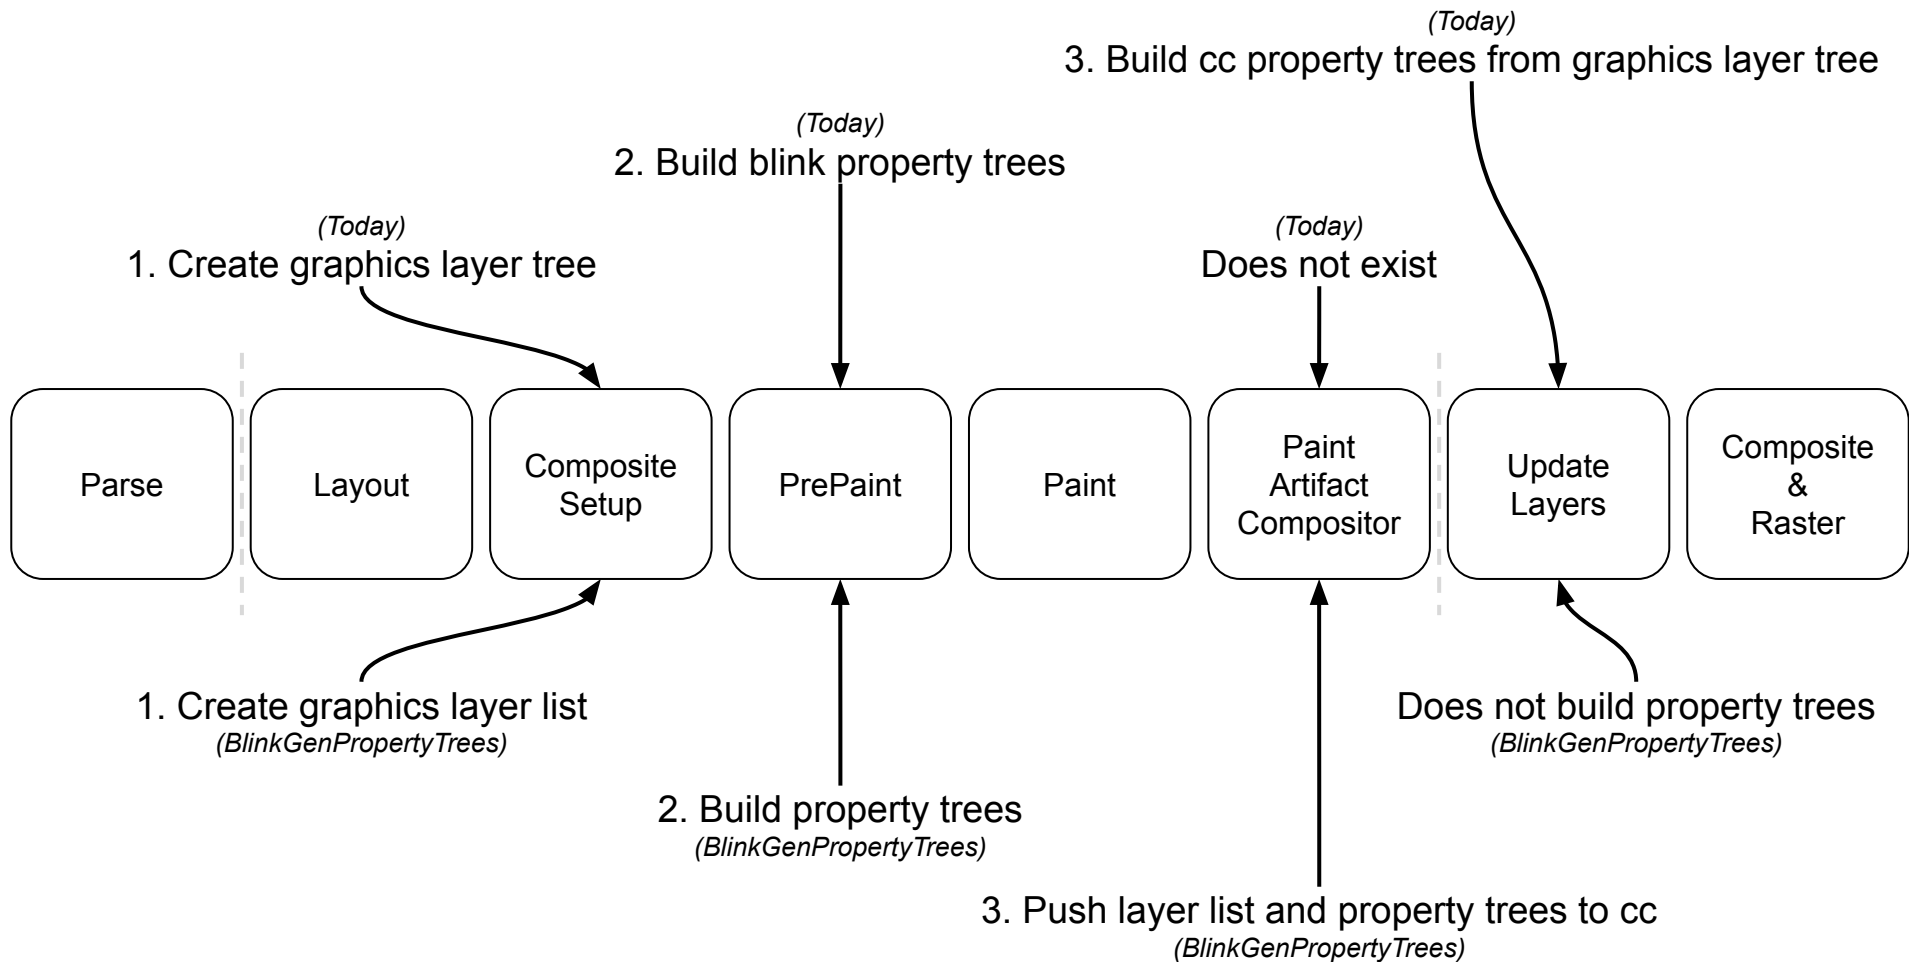 (Today)
3. Build cc property trees from graphics layer tree
(Today)
2. Build blink property trees
(Today)
1. Create graphics layer tree
(Today)
Does not exist
Parse
Layout
Composite
Setup
PrePaint
Paint
Paint
Artifact
Compositor
Update
Layers
Composite
&
Raster
1. Create graphics layer list
(BlinkGenPropertyTrees)
Does not build property trees
(BlinkGenPropertyTrees)
2. Build property trees
(BlinkGenPropertyTrees)
3. Push layer list and property trees to cc
(BlinkGenPropertyTrees)